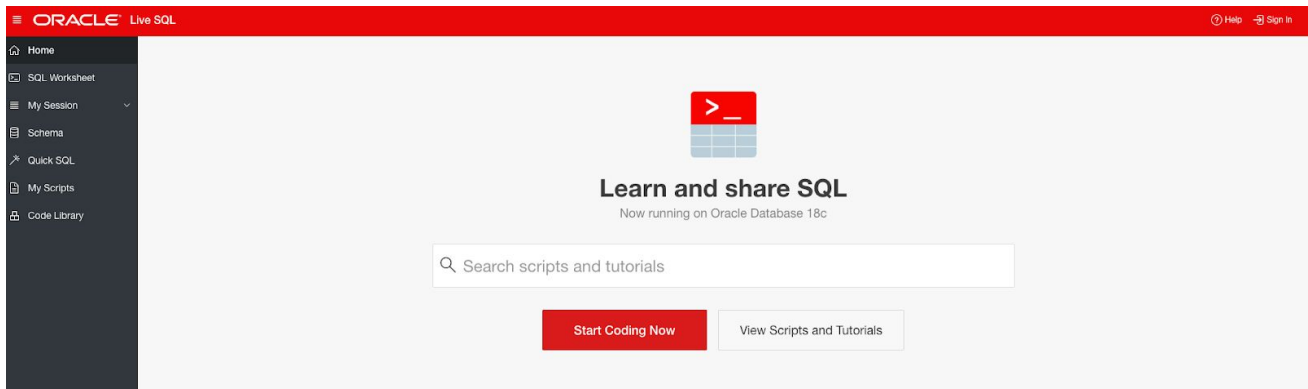 ORACLE Live SQL
Help Sign In
Home
SQL Worksheet
My Session
Schema
Quick SQL
My Scripts
Code Library
>_
Learn and share SQL
Now running on Oracle Database 18c
Search scripts and tutorials
Start Coding Now
View Scripts and Tutorials